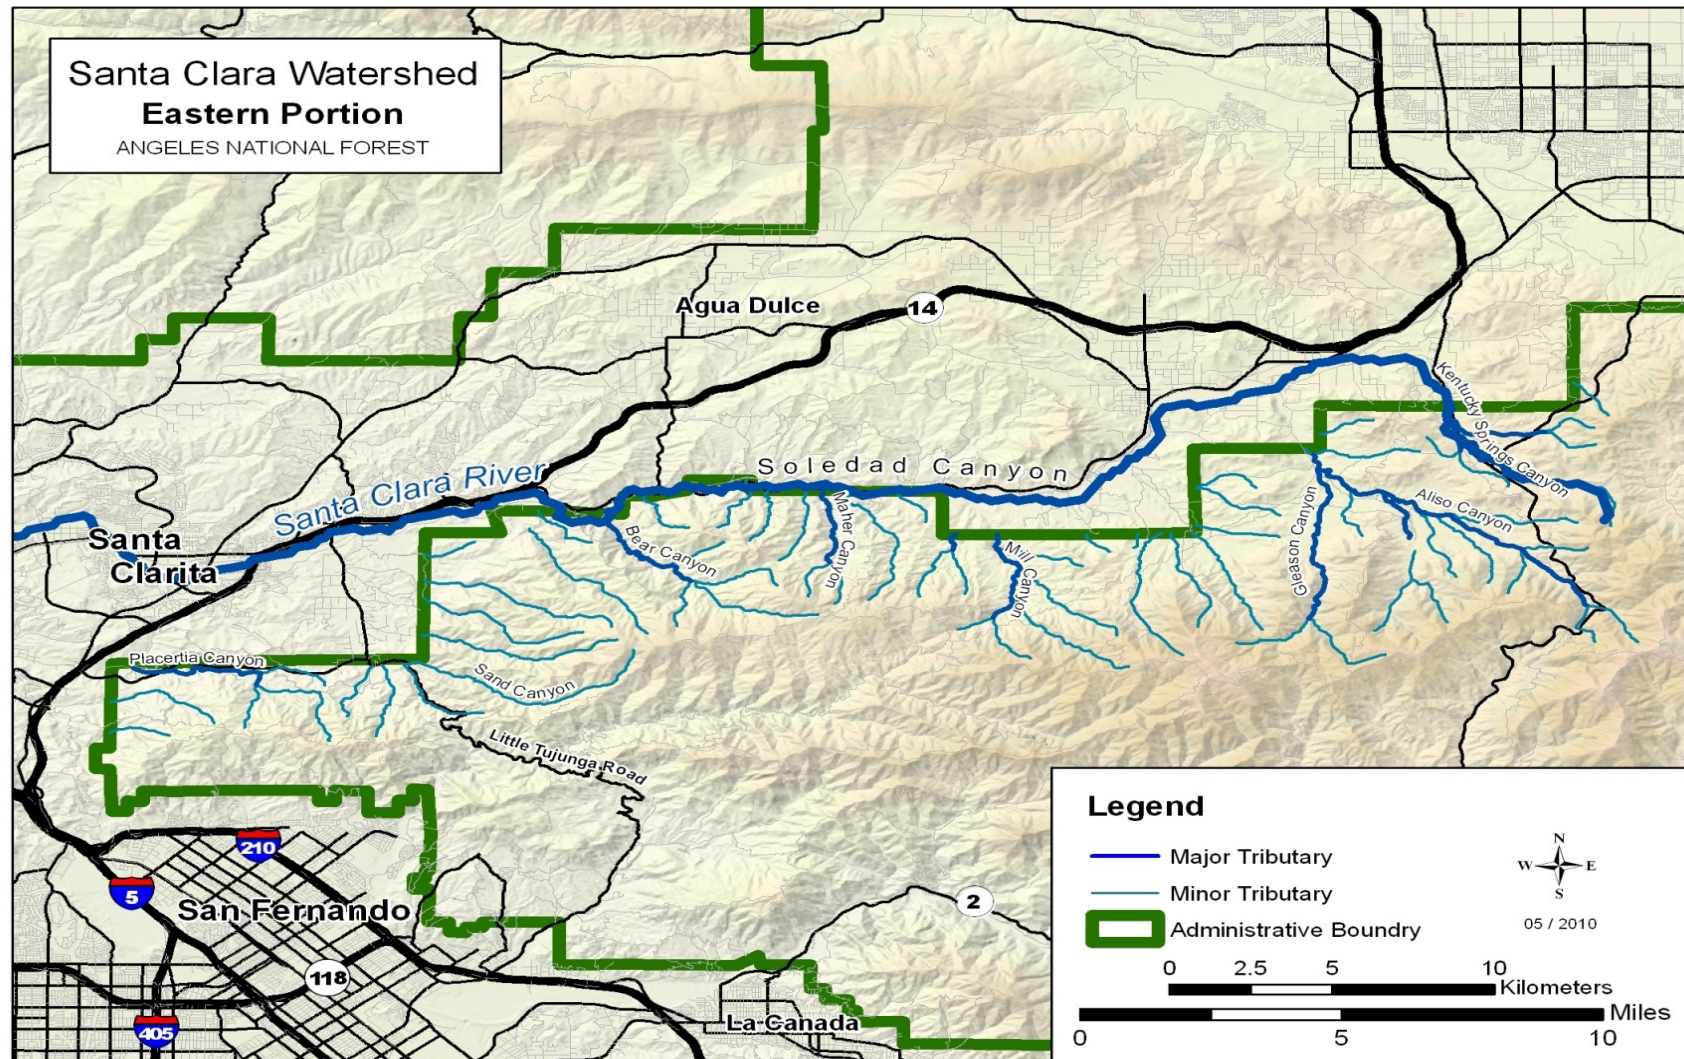 Santa Clara Watershed
Eastern Portion
ANGELES NATIONAL FOREST
Agua Dulce
14
Kentucky Springs Canyon
Soledad Canyon
Santa Clara River
Aliso Canyon
Maher Canyon
Gleason Canyon
Bear Canyon
Mill Canyon
Santa
Clarita
Placertia Canyon
Sand Canyon
Little Tujunga Road
210
5
San Fernando
2
118
405
La Canada
Legend
Major Tributary
Minor Tributary
Administrative Boundry
N
W E
S
05 / 2010
0 2.5 5 10
Kilometers
Miles
0 5 10